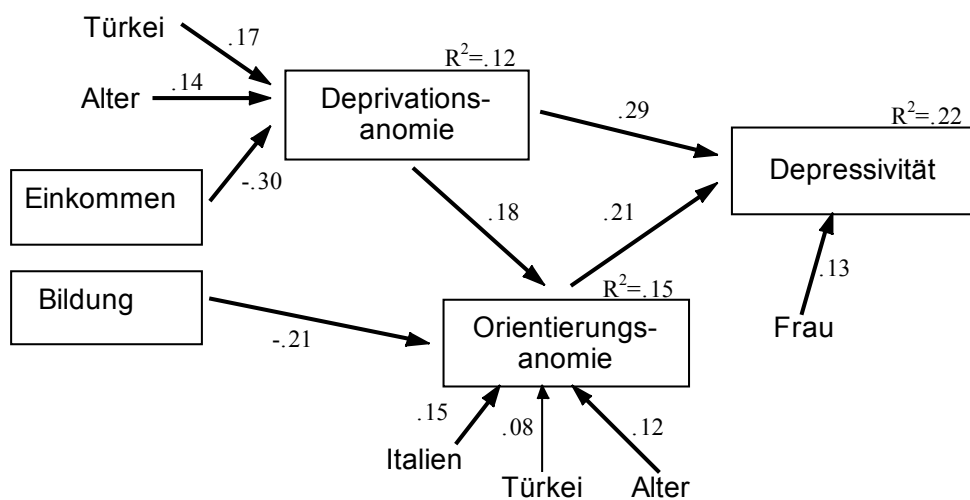 Türkei
.17
R²=.12
Alter
.14
Deprivations-
anomie
.29
R²=.22
Depressivität
-.30
Einkommen
.18
.21
.13
Bildung
-.21
R²=.15
Orientierungs-
anomie
Frau
.15
.08
.12
Italien
Türkei
Alter